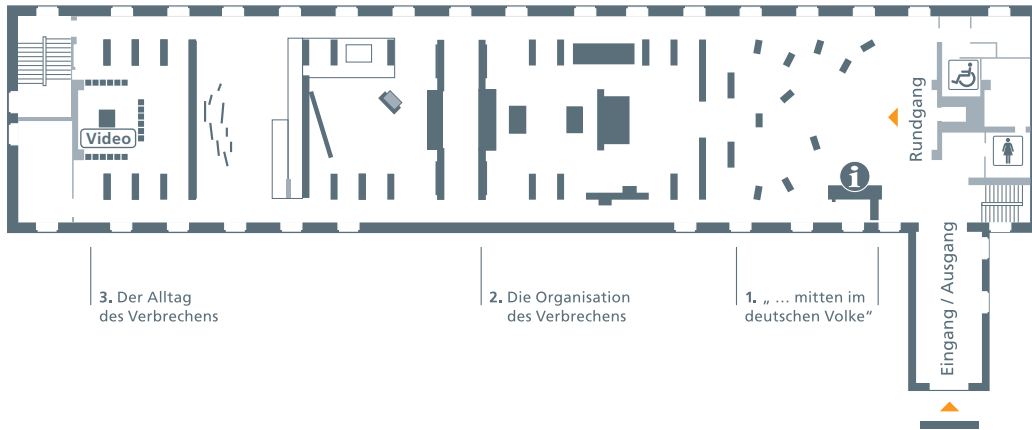 Video
i
Rundgang
3. Der Alltag
des Verbrechens
2. Die Organisation
des Verbrechens
1. „ … mitten im
deutschen Volke“
Eingang / Ausgang